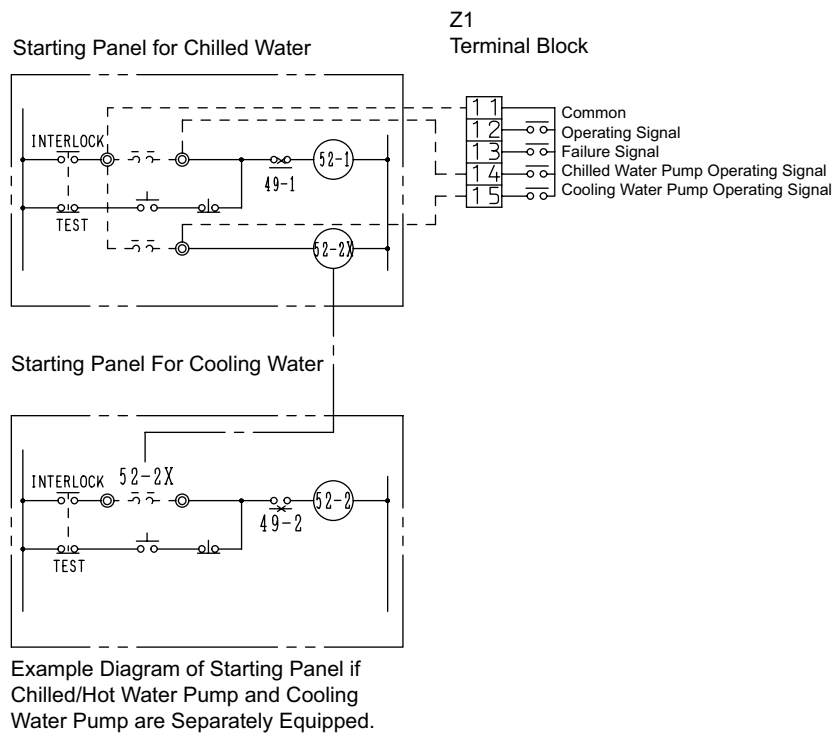 Z1
Terminal Block
Starting Panel for Chilled Water
11
Common
12
Operating Signal
13
Failure Signal
14
Chilled Water Pump Operating Signal
15
Cooling Water Pump Operating Signal
INTERLOCK
52-1
49-1
TEST
52-2X
Starting Panel For Cooling Water
INTERLOCK
52-2X
52-2
49-2
TEST
Example Diagram of Starting Panel if
Chilled/Hot Water Pump and Cooling
Water Pump are Separately Equipped.